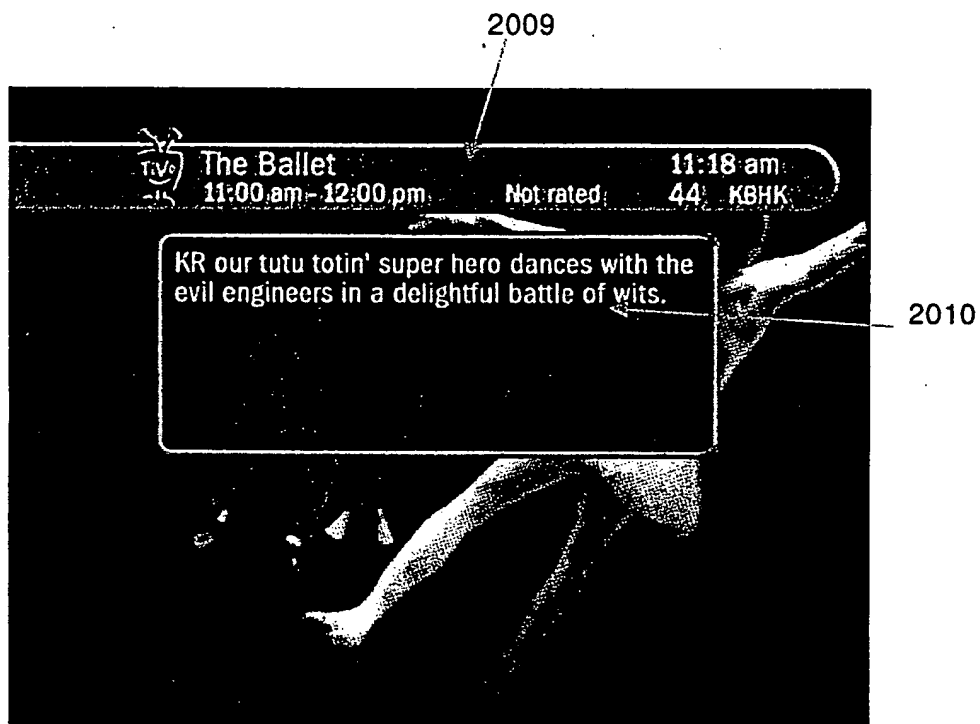 2009
TiVo
The Ballet 11:18 am
11:00 am - 12:00 pm Not rated 44 KBHK
KR our tutu totin' super hero dances with the
evil engineers in a delightful battle of wits.
2010